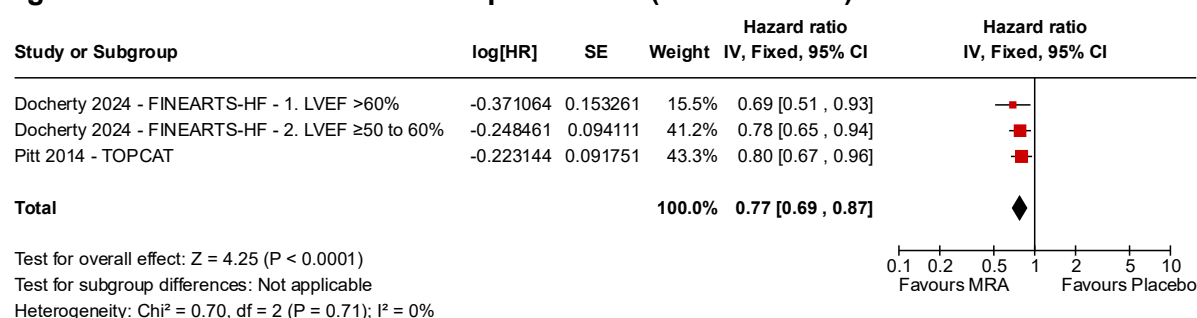 Hazard ratio Hazard ratio
Study or Subgroup log[HR] SE Weight IV, Fixed, 95% CI IV, Fixed, 95% CI
Docherty 2024 - FINEARTS-HF - 1. LVEF >60% -0.371064 0.153261 15.5% 0.69 [0.51 , 0.93]
Docherty 2024 - FINEARTS-HF - 2. LVEF ≥50 to 60% -0.248461 0.094111 41.2% 0.78 [0.65 , 0.94]
Pitt 2014 - TOPCAT -0.223144 0.091751 43.3% 0.80 [0.67 , 0.96]
Total 100.0% 0.77 [0.69 , 0.87]
Test for overall effect: Z = 4.25 (P < 0.0001)
Test for subgroup differences: Not applicable
Heterogeneity: Chi² = 0.70, df = 2 (P = 0.71); I² = 0%
0.1 0.2 0.5 1 2 5 10
Favours MRA Favours Placebo